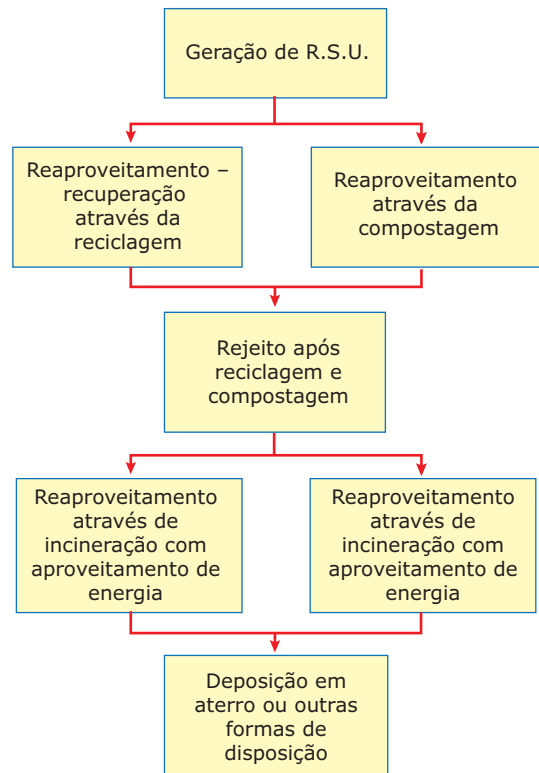 Geração de R.S.U.
Reaproveitamento –
recuperação
através da
reciclagem
Reaproveitamento
através da
compostagem
Rejeito após
reciclagem e
compostagem
Reaproveitamento
através de
incineração com
aproveitamento de
energia
Reaproveitamento
através de
incineração com
aproveitamento de
energia
Deposição em
aterro ou outras
formas de
disposição